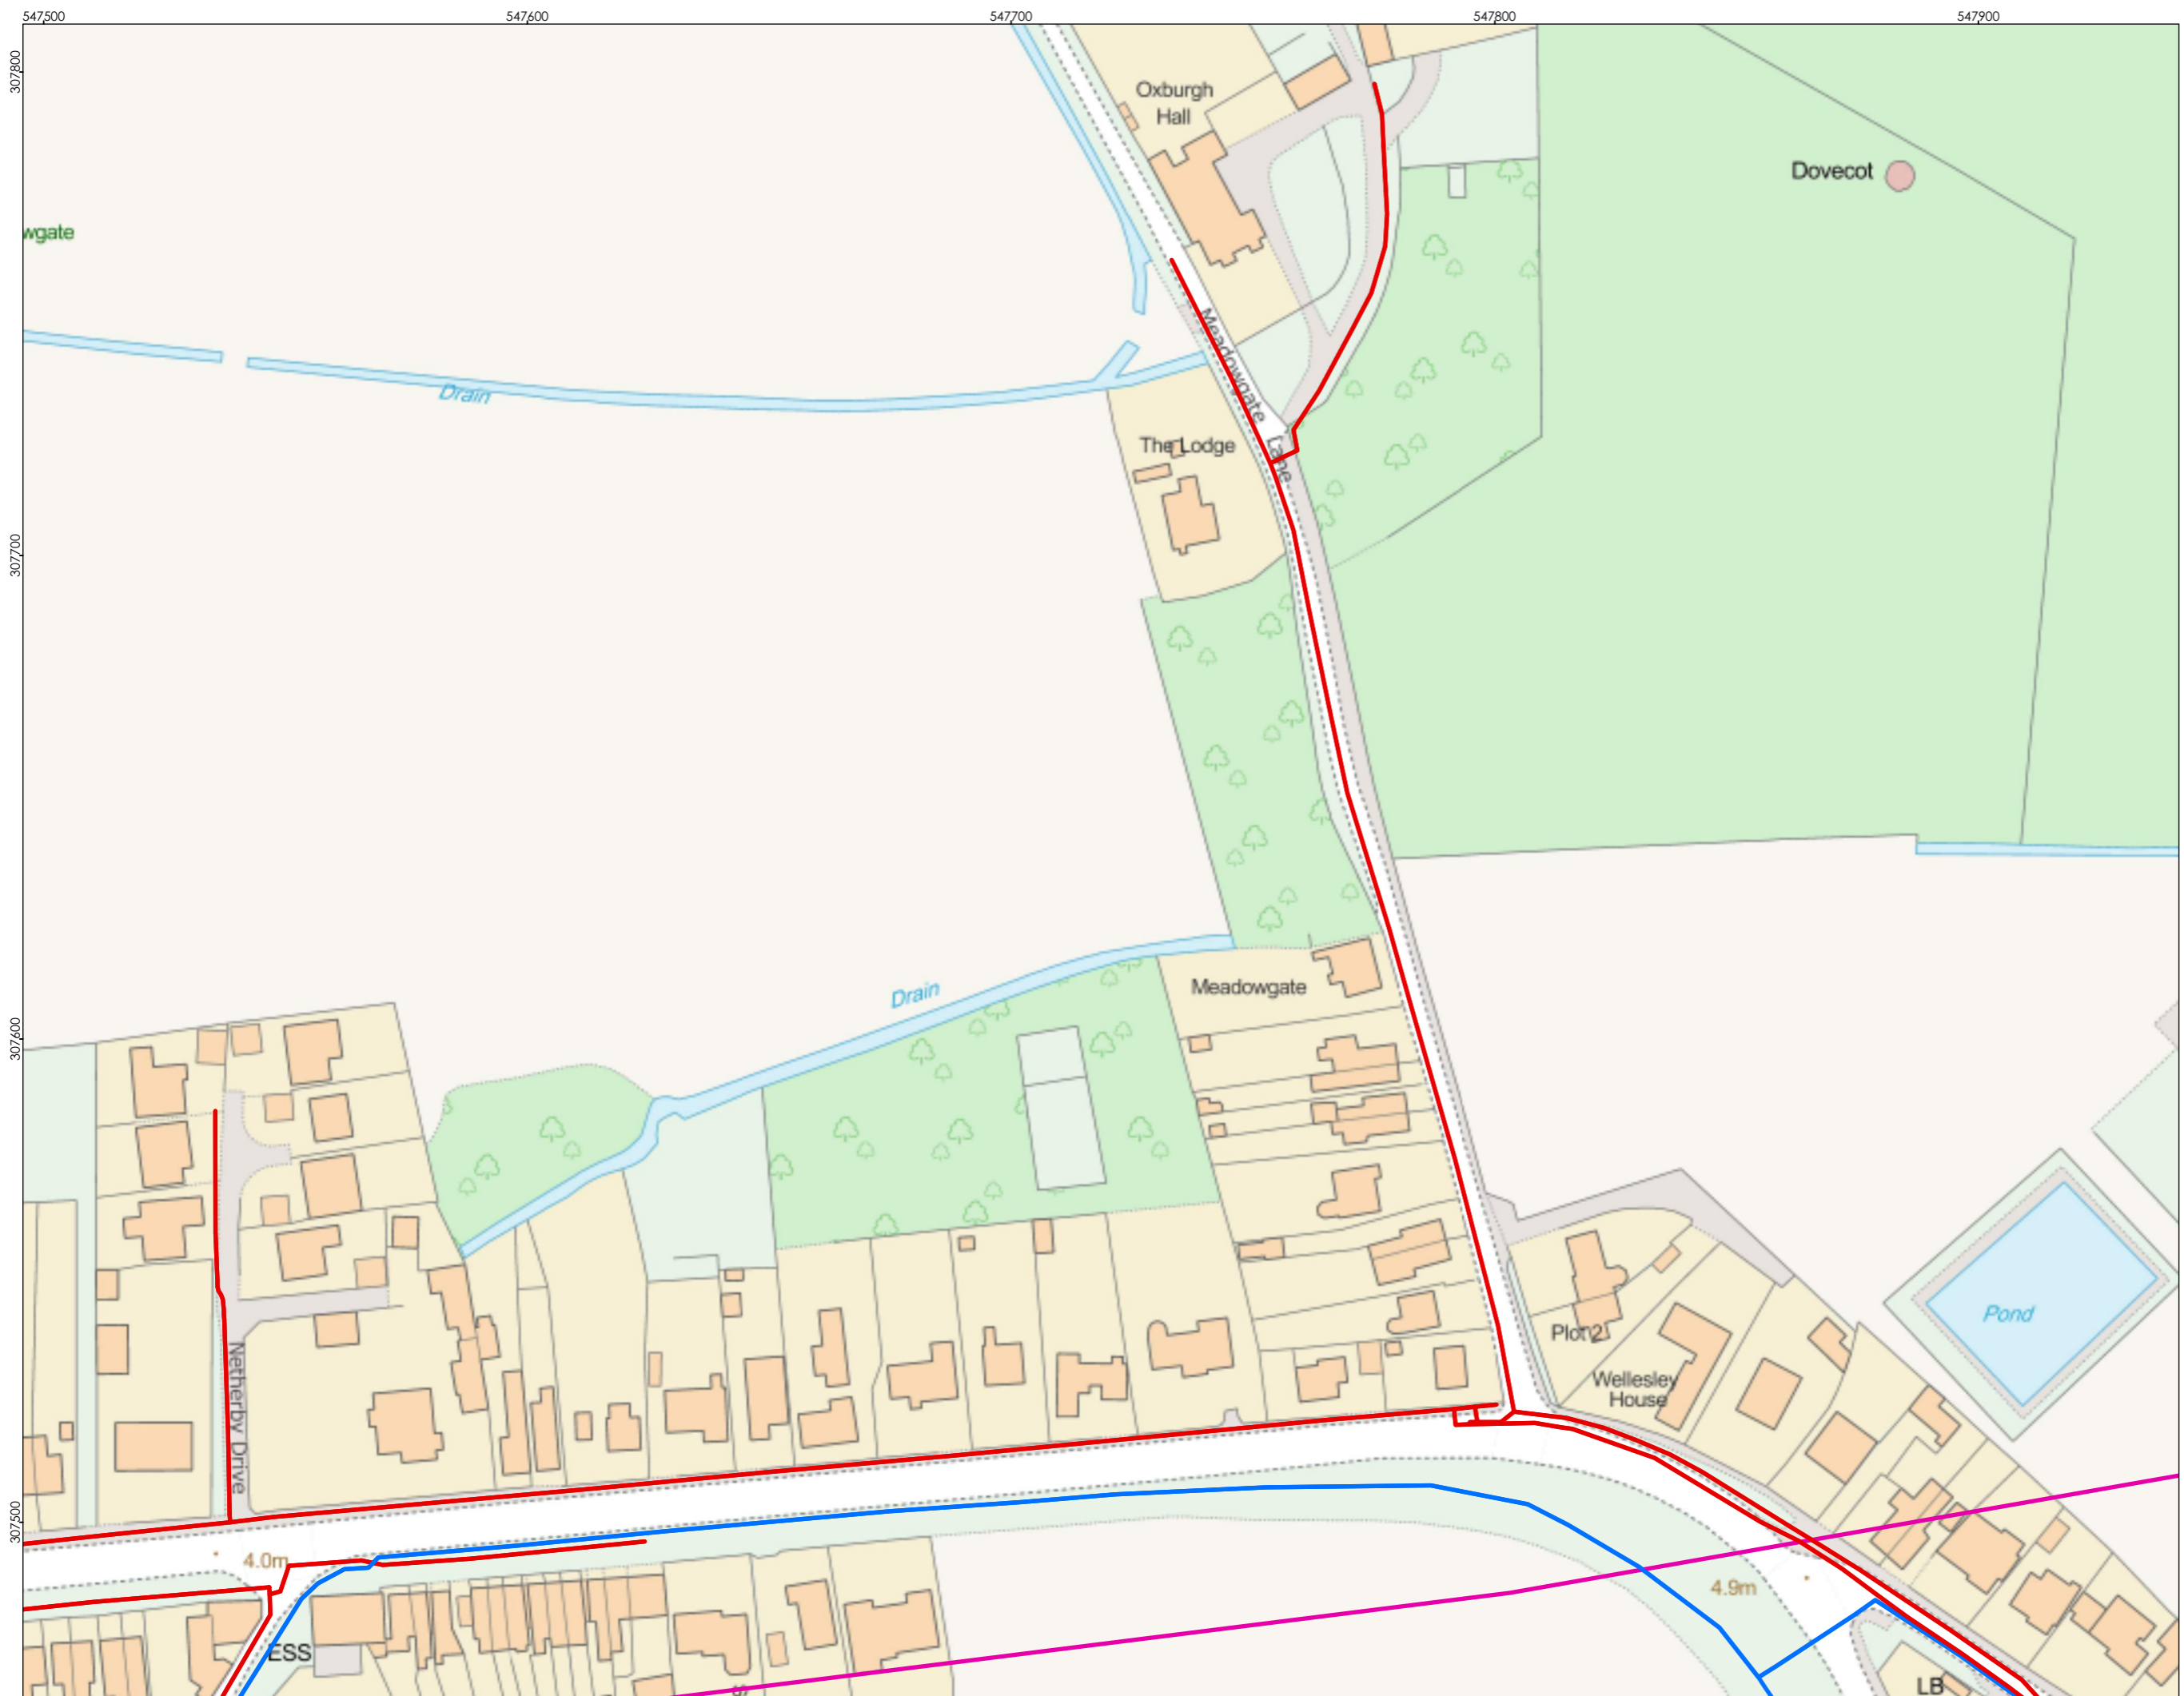 547500
547600
547700
547800
547900
307800
Oxburgh
Hall
Dovecot
wgate
Meadowgate Lane
Drain
The Lodge
307700
Drain
Meadowgate
307600
Pond
Plot 2
Wellesley
House
Netherby Drive
307500
4.0m
4.9m
ESS
LB